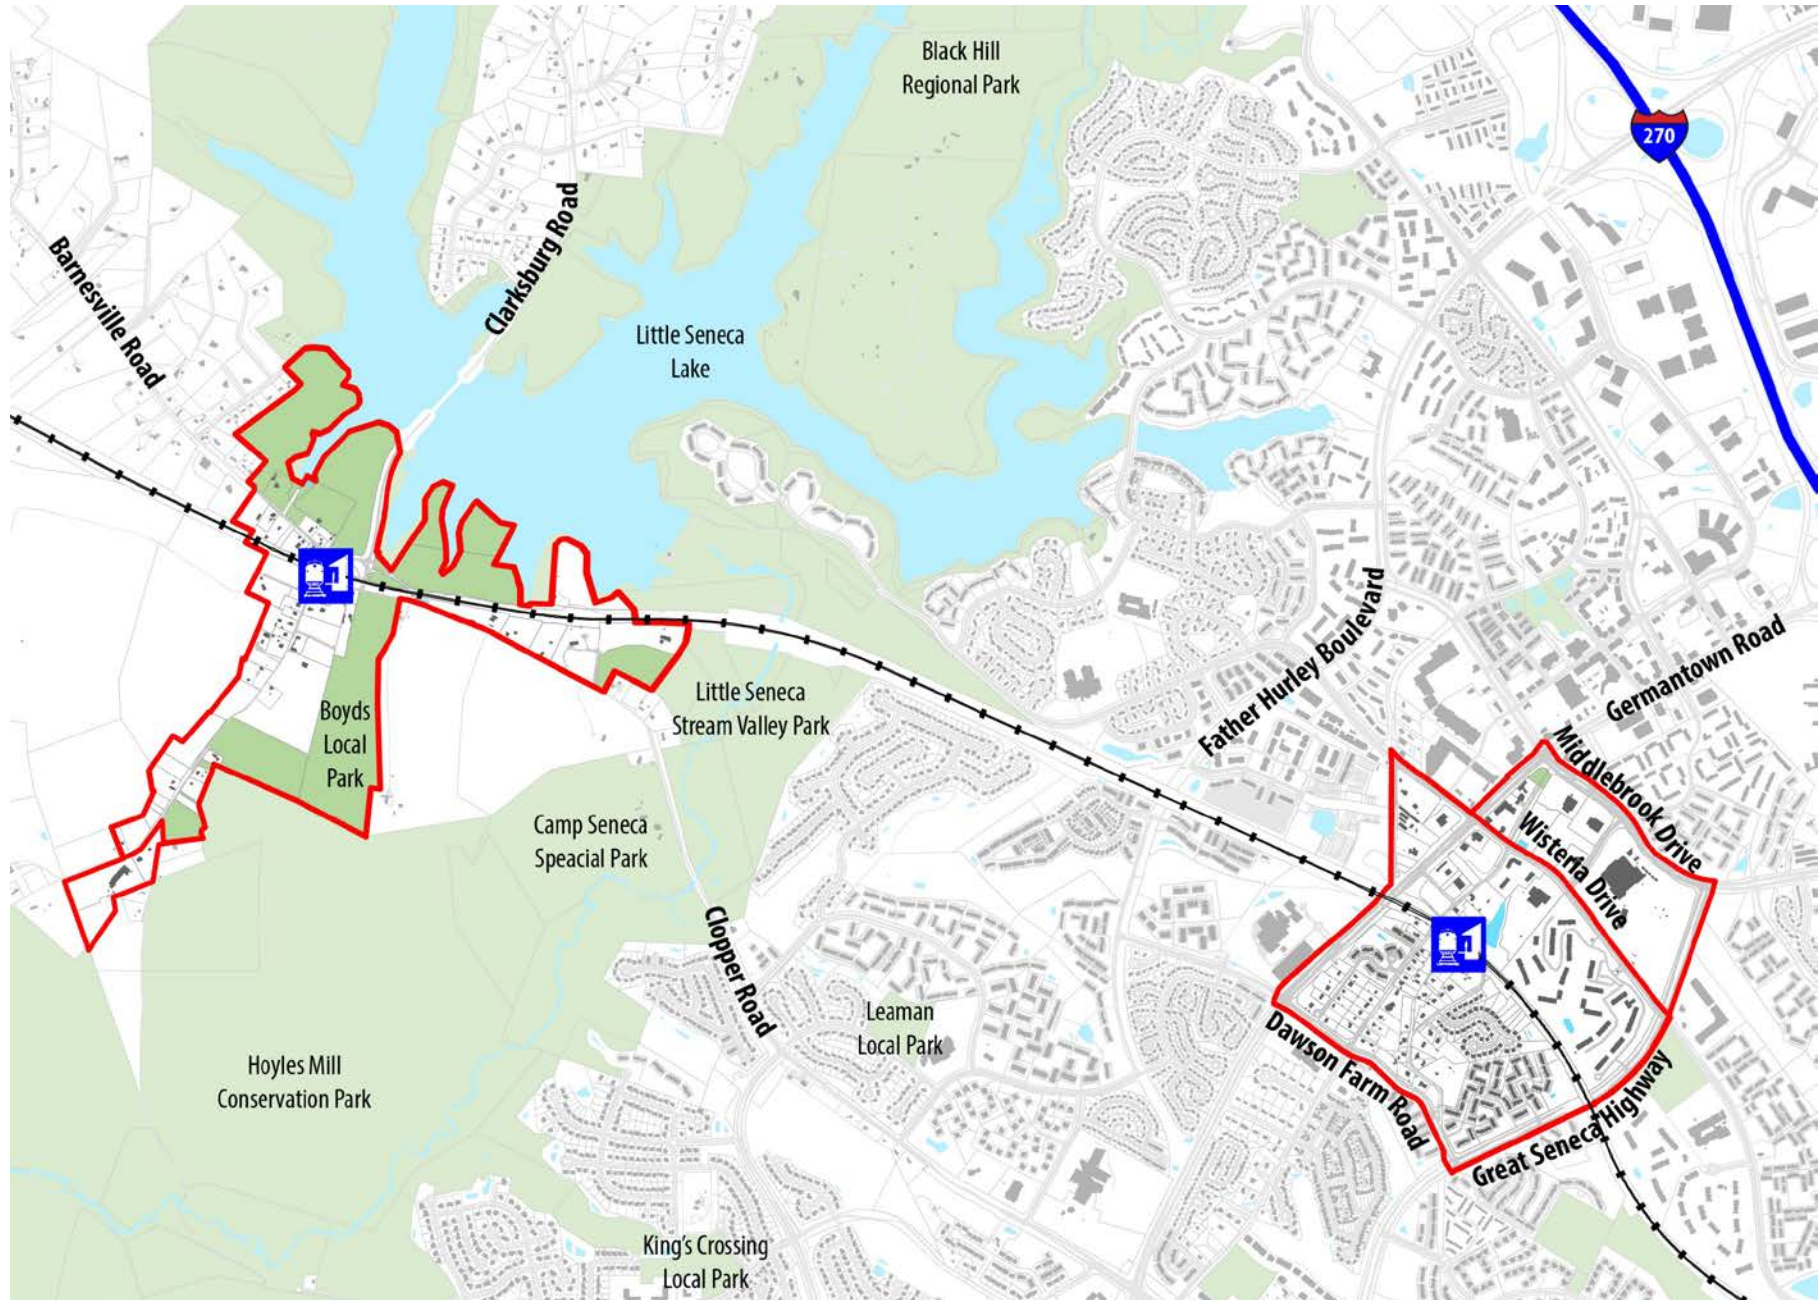 Black Hill
Regional Park
270
Clarksburg Road
Barnesville Road
Little Seneca
Lake
Father Hurley Boulevard
Germantown Road
Little Seneca
Stream Valley Park
Boyds
Local
Park
Middlebrook Drive
Wisteria Drive
Camp Seneca
Speacial Park
Clopper Road
Leaman
Local Park
Dawson Farm Road
Hoyles Mill
Conservation Park
Great Seneca Highway
King's Crossing
Local Park